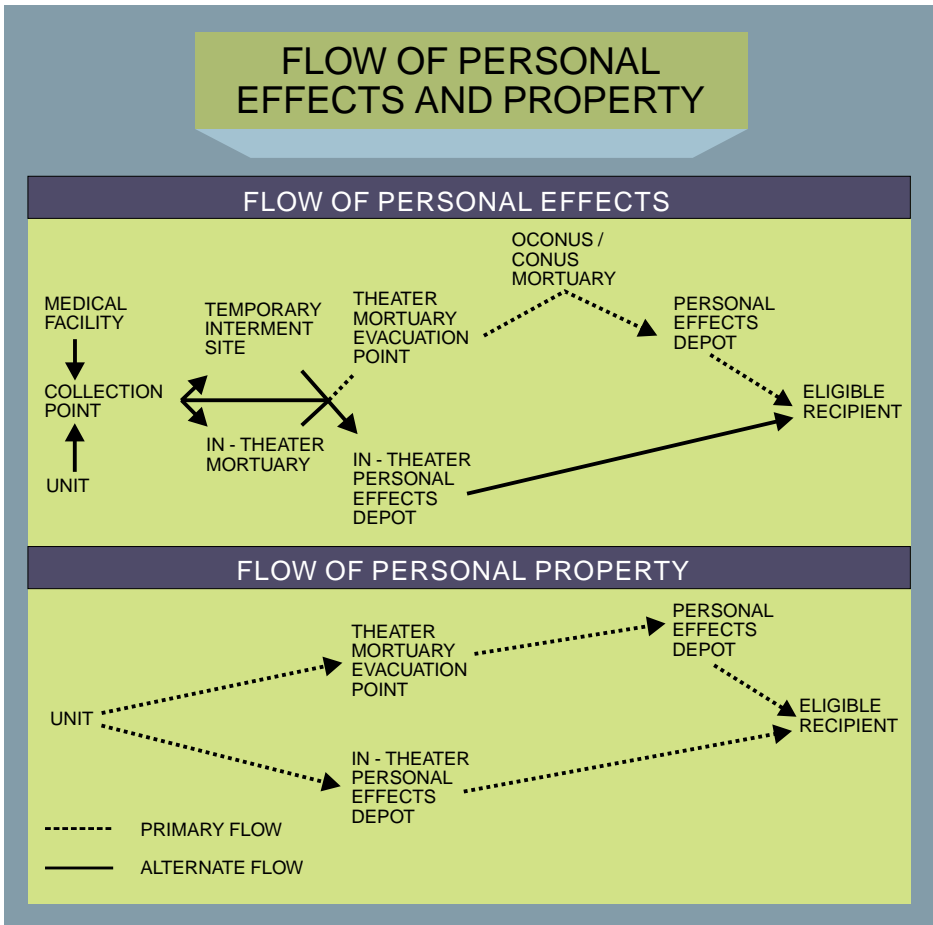 FLOW OF PERSONAL
EFFECTS AND PROPERTY
FLOW OF PERSONAL EFFECTS
MEDICAL
FACILITY
COLLECTION
POINT
UNIT
TEMPORARY
INTERMENT
SITE
IN - THEATER
MORTUARY
THEATER
MORTUARY
EVACUATION
POINT
IN - THEATER
PERSONAL
EFFECTS
DEPOT
OCONUS /
CONUS
MORTUARY
PERSONAL
EFFECTS
DEPOT
ELIGIBLE
RECIPIENT
FLOW OF PERSONAL PROPERTY
UNIT
THEATER
MORTUARY
EVACUATION
POINT
IN - THEATER
PERSONAL
EFFECTS
DEPOT
PERSONAL
EFFECTS
DEPOT
ELIGIBLE
RECIPIENT
PRIMARY FLOW
ALTERNATE FLOW